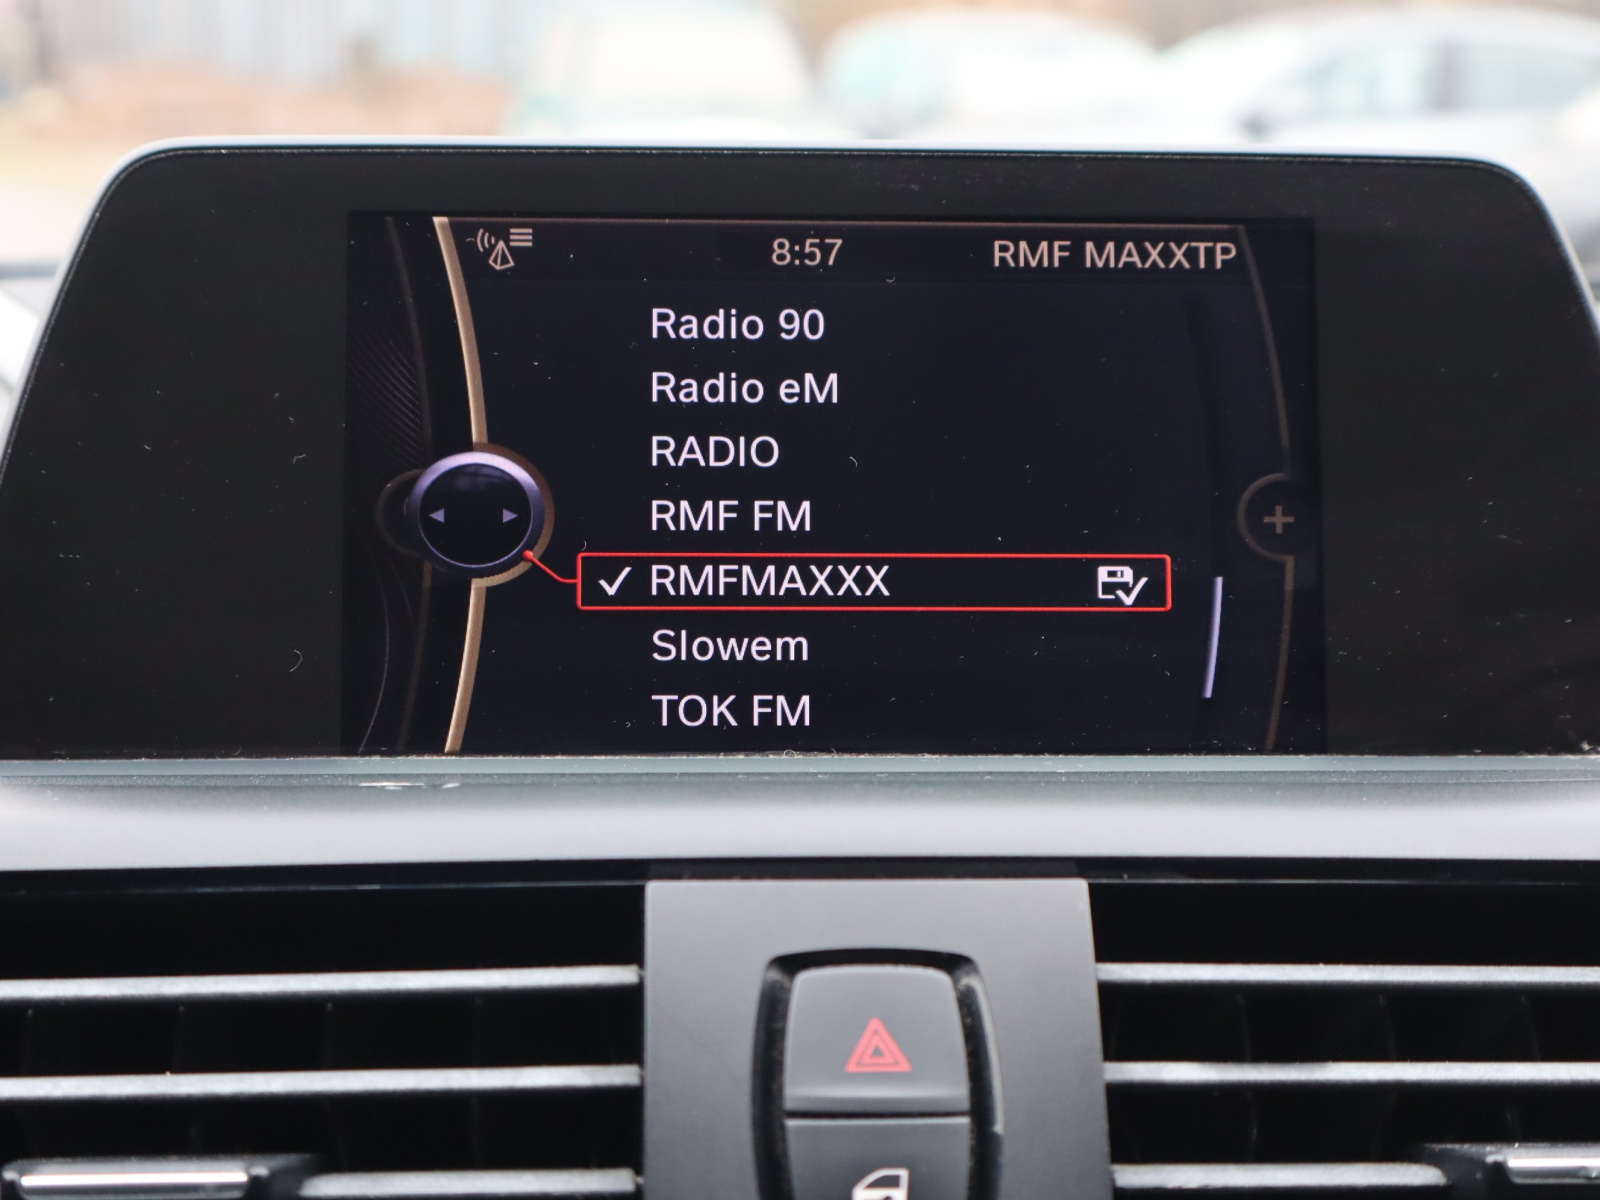 8:57 RMF MAXXTP
Radio 90
Radio eM
RADIO
RMF FM
RMFMAXXX
Slowem
TOK FM